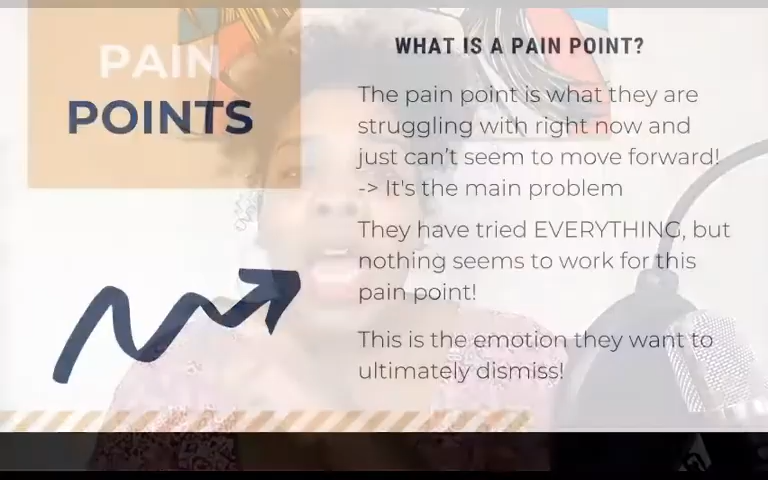 PAIN
POINTS
WHAT IS A PAIN POINT?
The pain point is what they are
struggling with right now and
just can't seem to move forward!
-> It's the main problem
They have tried EVERYTHING, but
nothing seems to work for this
pain point!
This is the emotion they want to
ultimately dismiss!